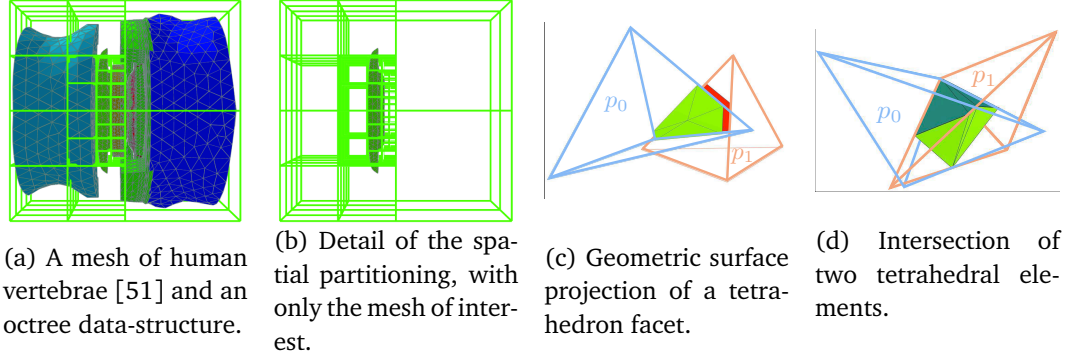 p0
p1
p0
p1
(a) A mesh of human
vertebrae [51] and an
octree data-structure.
(b) Detail of the spa-
tial partitioning, with
only the mesh of inter-
est.
(c) Geometric surface
projection of a tetra-
hedron facet.
(d) Intersection of
two tetrahedral ele-
ments.